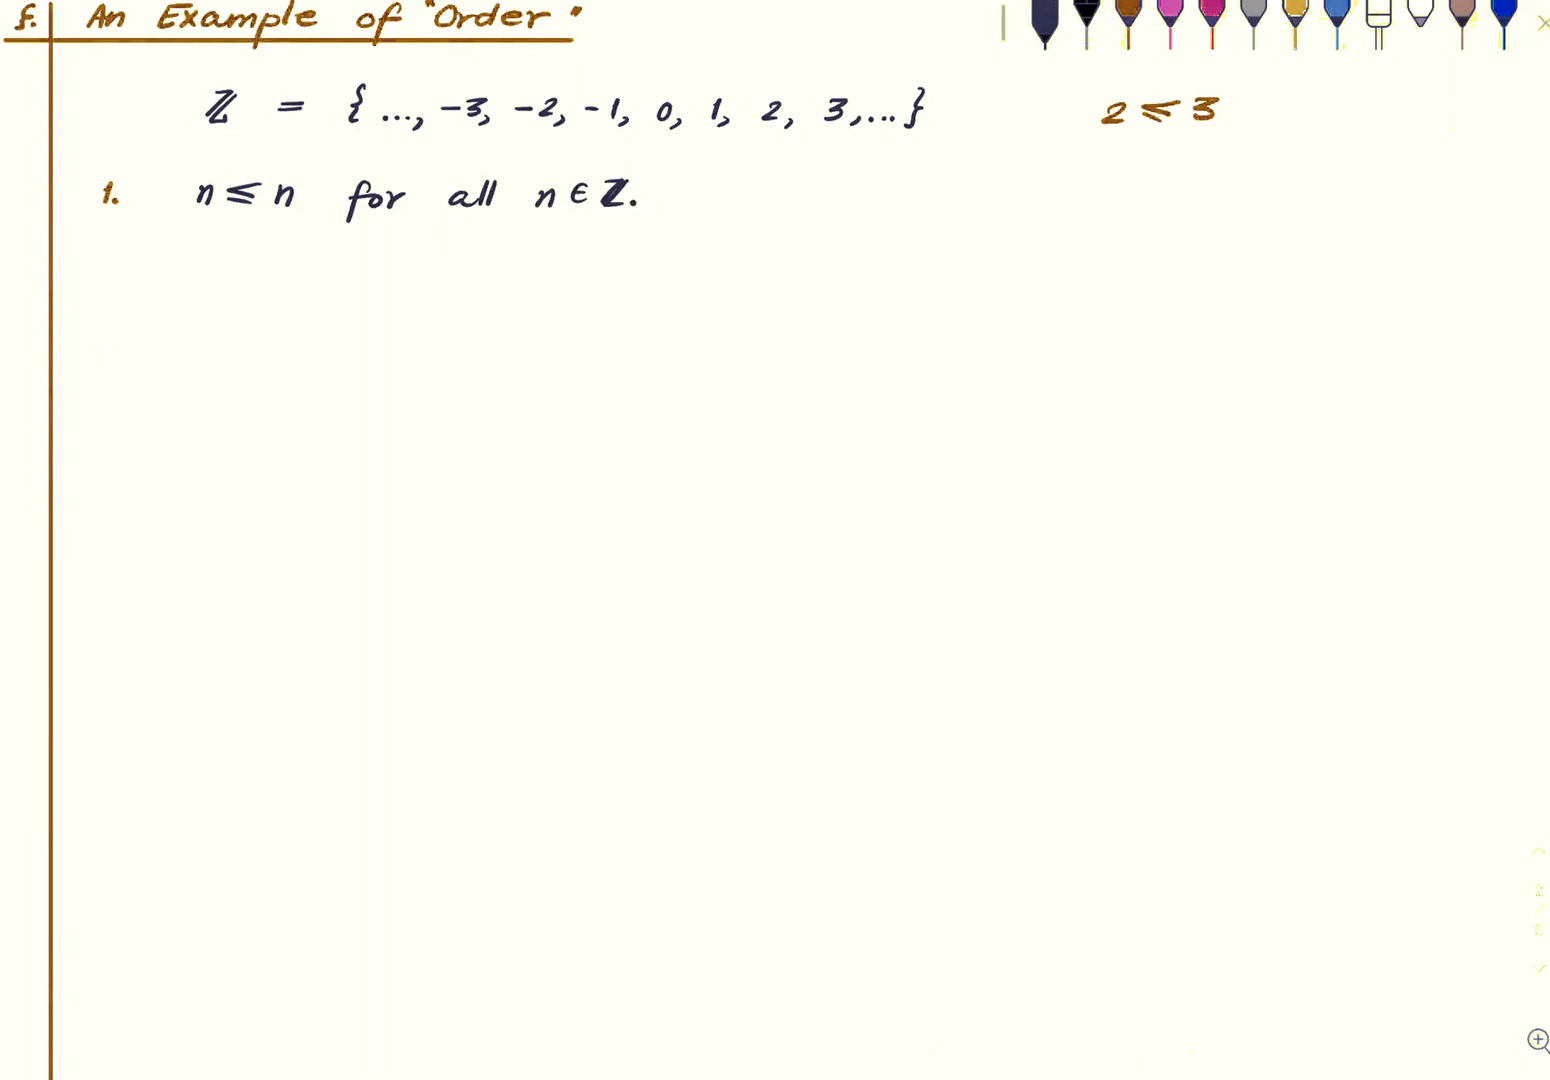 f. An Example of "Order"
ℤ = { ..., -3, -2, -1, 0, 1, 2, 3, ... } 2 ⩽ 3
1. n ⩽ n for all n ∈ ℤ.